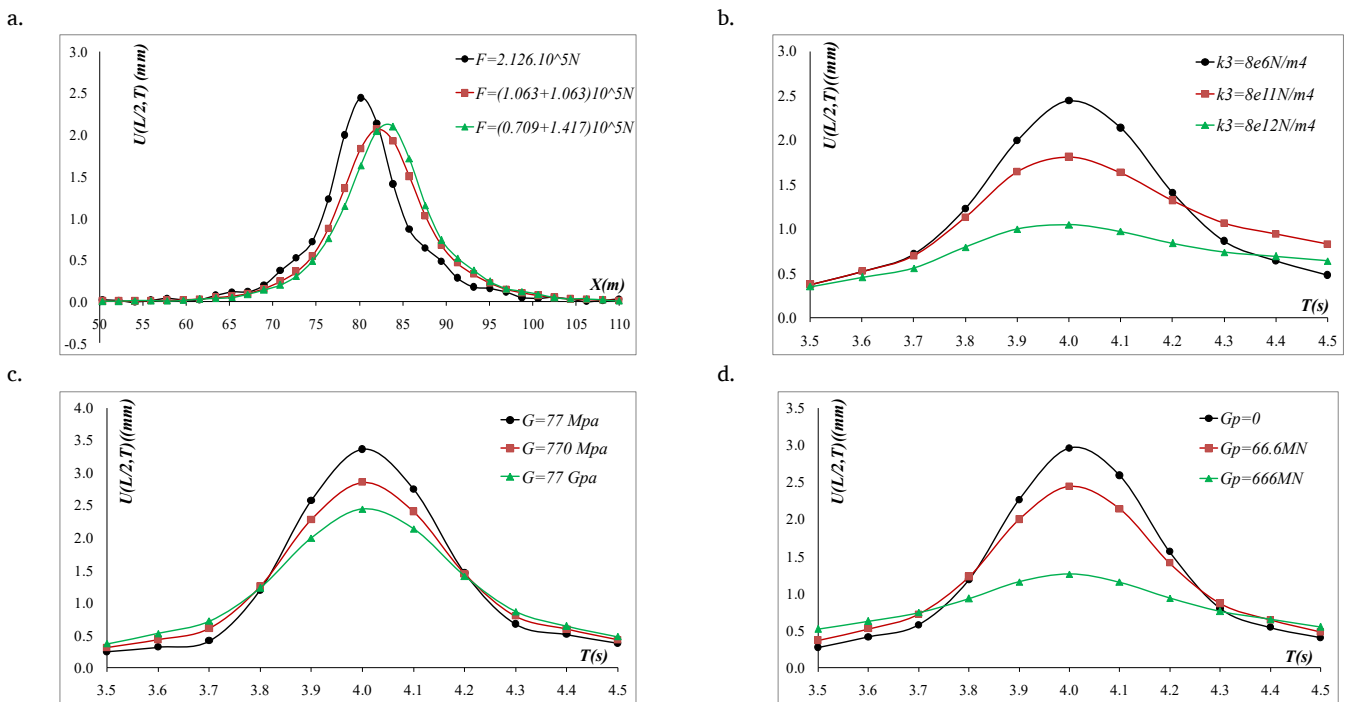 a.
U(L/2,T) (mm)
3.0
2.5
2.0
1.5
1.0
0.5
0.0
-0.5
F=2.126.10^5N
F=(1.063+1.063)10^5N
F=(0.709+1.417)10^5N
X(m)
50 55 60 65 70 75 80 85 90 95 100 105 110
b.
U(L/2,T)((mm)
3.0
2.5
2.0
1.5
1.0
0.5
0.0
k3=8e6N/m4
k3=8e11N/m4
k3=8e12N/m4
T(s)
3.5 3.6 3.7 3.8 3.9 4.0 4.1 4.2 4.3 4.4 4.5
c.
U(L/2,T)((mm)
4.0
3.5
3.0
2.5
2.0
1.5
1.0
0.5
0.0
G=77 Mpa
G=770 Mpa
G=77 Gpa
T(s)
3.5 3.6 3.7 3.8 3.9 4.0 4.1 4.2 4.3 4.4 4.5
d.
U(L/2,T)((mm)
3.5
3.0
2.5
2.0
1.5
1.0
0.5
0.0
Gp=0
Gp=66.6MN
Gp=666MN
T(s)
3.5 3.6 3.7 3.8 3.9 4.0 4.1 4.2 4.3 4.4 4.5